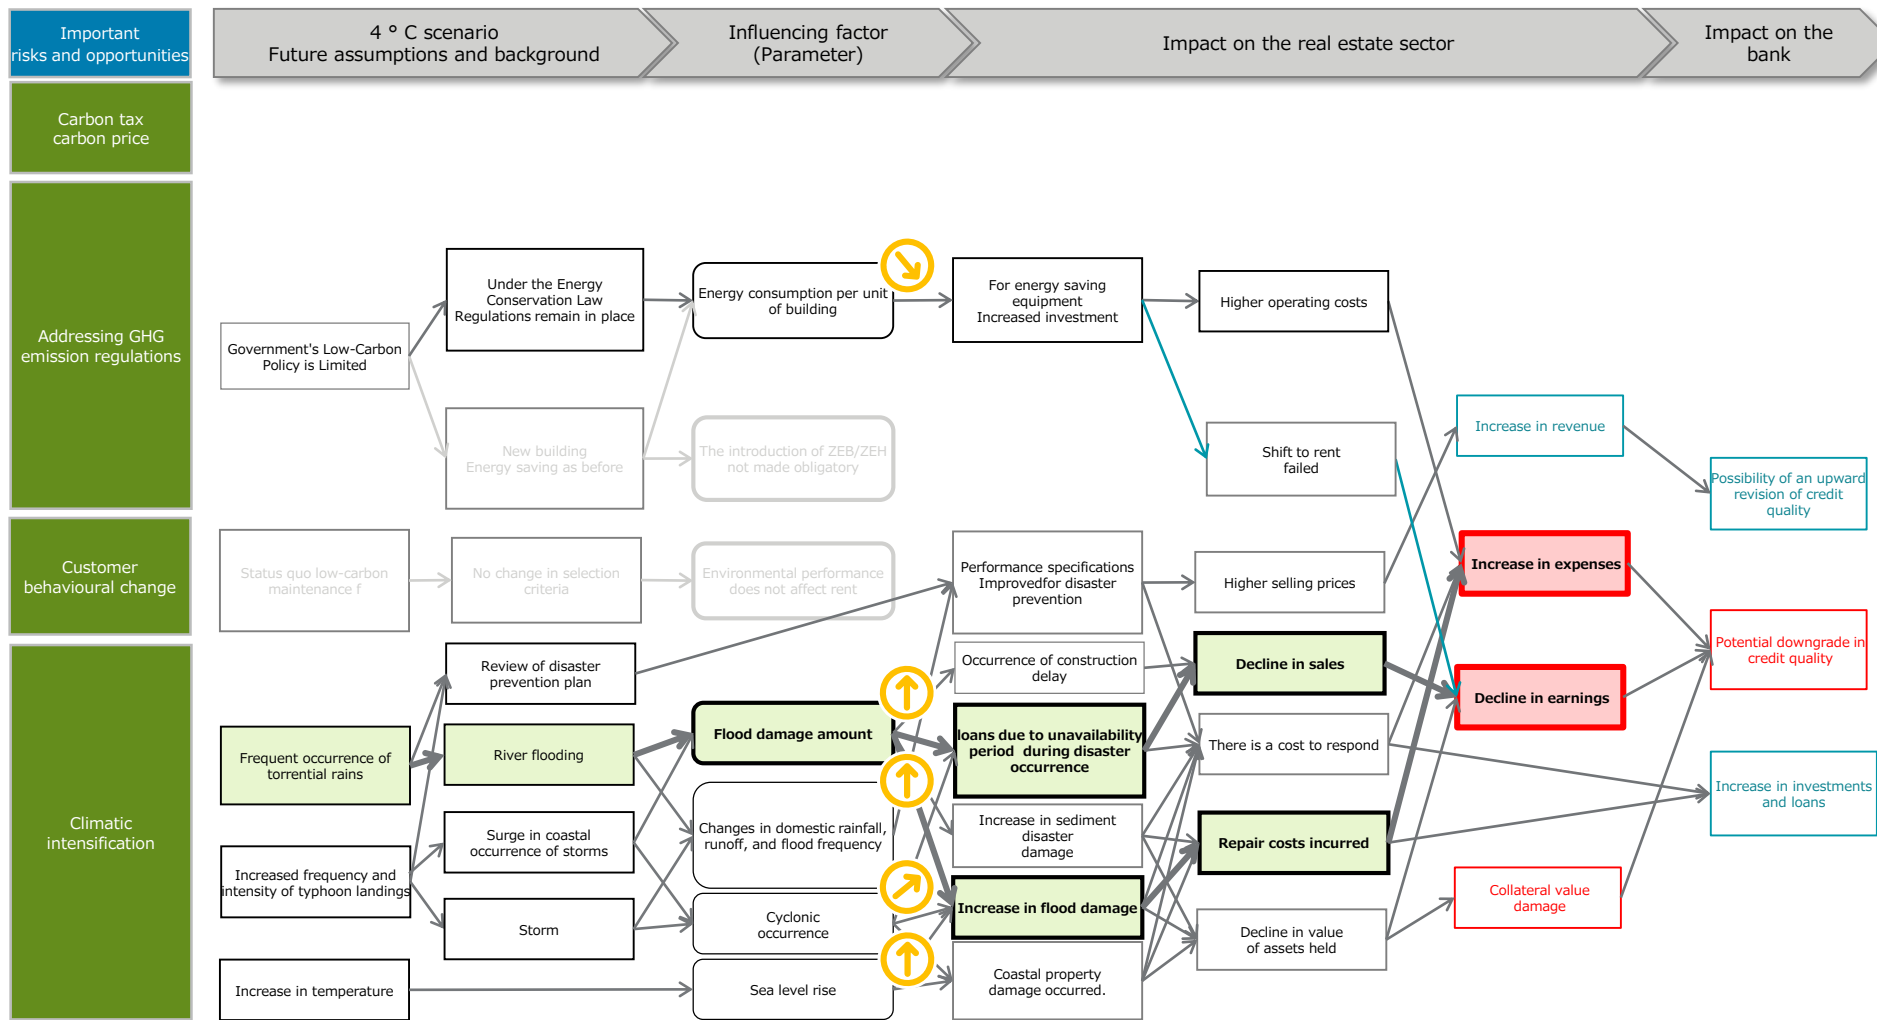 Important
risks and opportunities
4 ° C scenario
Future assumptions and background
Influencing factor
(Parameter)
Impact on the real estate sector
Impact on the
bank
Carbon tax
carbon price
Addressing GHG
emission regulations
Government's Low-Carbon
Policy is Limited
Under the Energy
Conservation Law
Regulations remain in place
Energy consumption per unit
of building
For energy saving
equipment
Increased investment
Higher operating costs
New building
Energy saving as before
The introduction of ZEB/ZEH
not made obligatory
Shift to rent
failed
Increase in revenue
Possibility of an upward
revision of credit
quality
Customer
behavioural change
Status quo low-carbon
maintenance f
No change in selection
criteria
Environmental performance
does not affect rent
Performance specifications
Improvedfor disaster
prevention
Higher selling prices
Increase in expenses
Climatic
intensification
Review of disaster
prevention plan
Occurrence of construction
delay
Decline in sales
Potential downgrade in
credit quality
Decline in earnings
Frequent occurrence of
torrential rains
River flooding
Flood damage amount
loans due to unavailability
period during disaster
occurrence
There is a cost to respond
Increase in investments
and loans
Surge in coastal
occurrence of storms
Changes in domestic rainfall,
runoff, and flood frequency
Increase in sediment
disaster
damage
Repair costs incurred
Increased frequency and
intensity of typhoon landings
Storm
Cyclonic
occurrence
Increase in flood damage
Decline in value
of assets held
Collateral value
damage
Increase in temperature
Sea level rise
Coastal property
damage occurred.